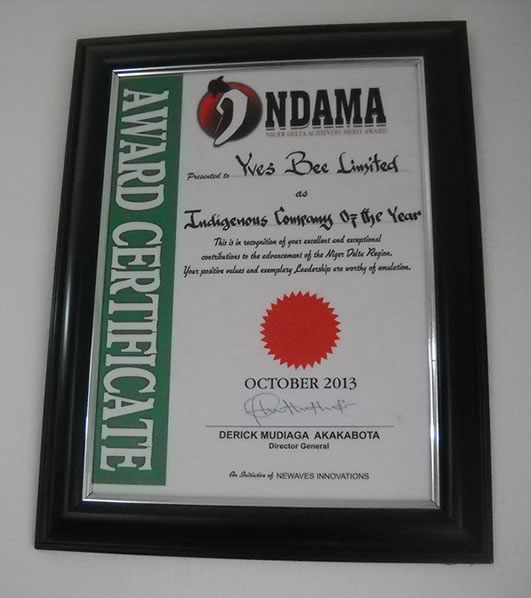 AWARD CERTIFICATE
NDAMA
NIGER DELTA ACHIEVERS MERIT AWARD
Presented to Yves Bee Limited
as
Indigenous Company Of the Year
This is in recognition of your excellent and exceptional
contributions to the advancement of the Niger Delta Region.
Your positive values and exemplary Leadership are worthy of emulation.
OCTOBER 2013
DERICK MUDIAGA AKAKABOTA
Director General
An Initiative of NEWAVES INNOVATIONS